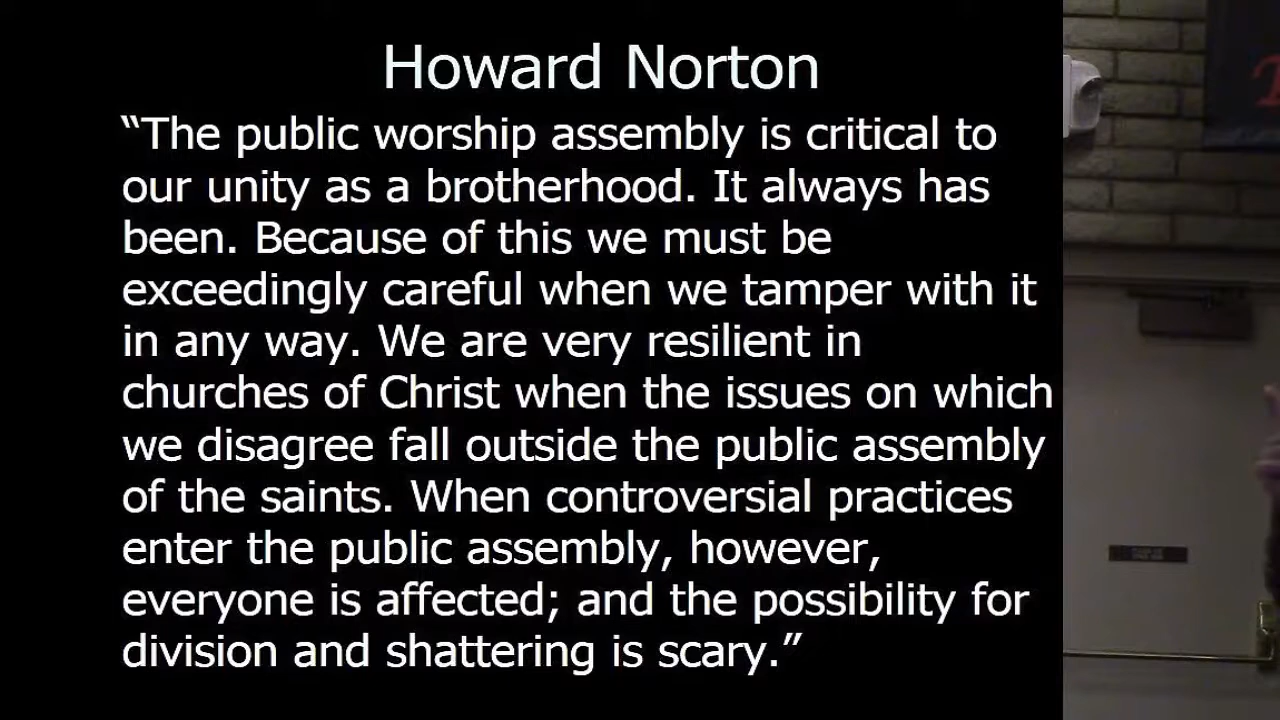 Howard Norton
“The public worship assembly is critical to
our unity as a brotherhood. It always has
been. Because of this we must be
exceedingly careful when we tamper with it
in any way. We are very resilient in
churches of Christ when the issues on which
we disagree fall outside the public assembly
of the saints. When controversial practices
enter the public assembly, however,
everyone is affected; and the possibility for
division and shattering is scary.”